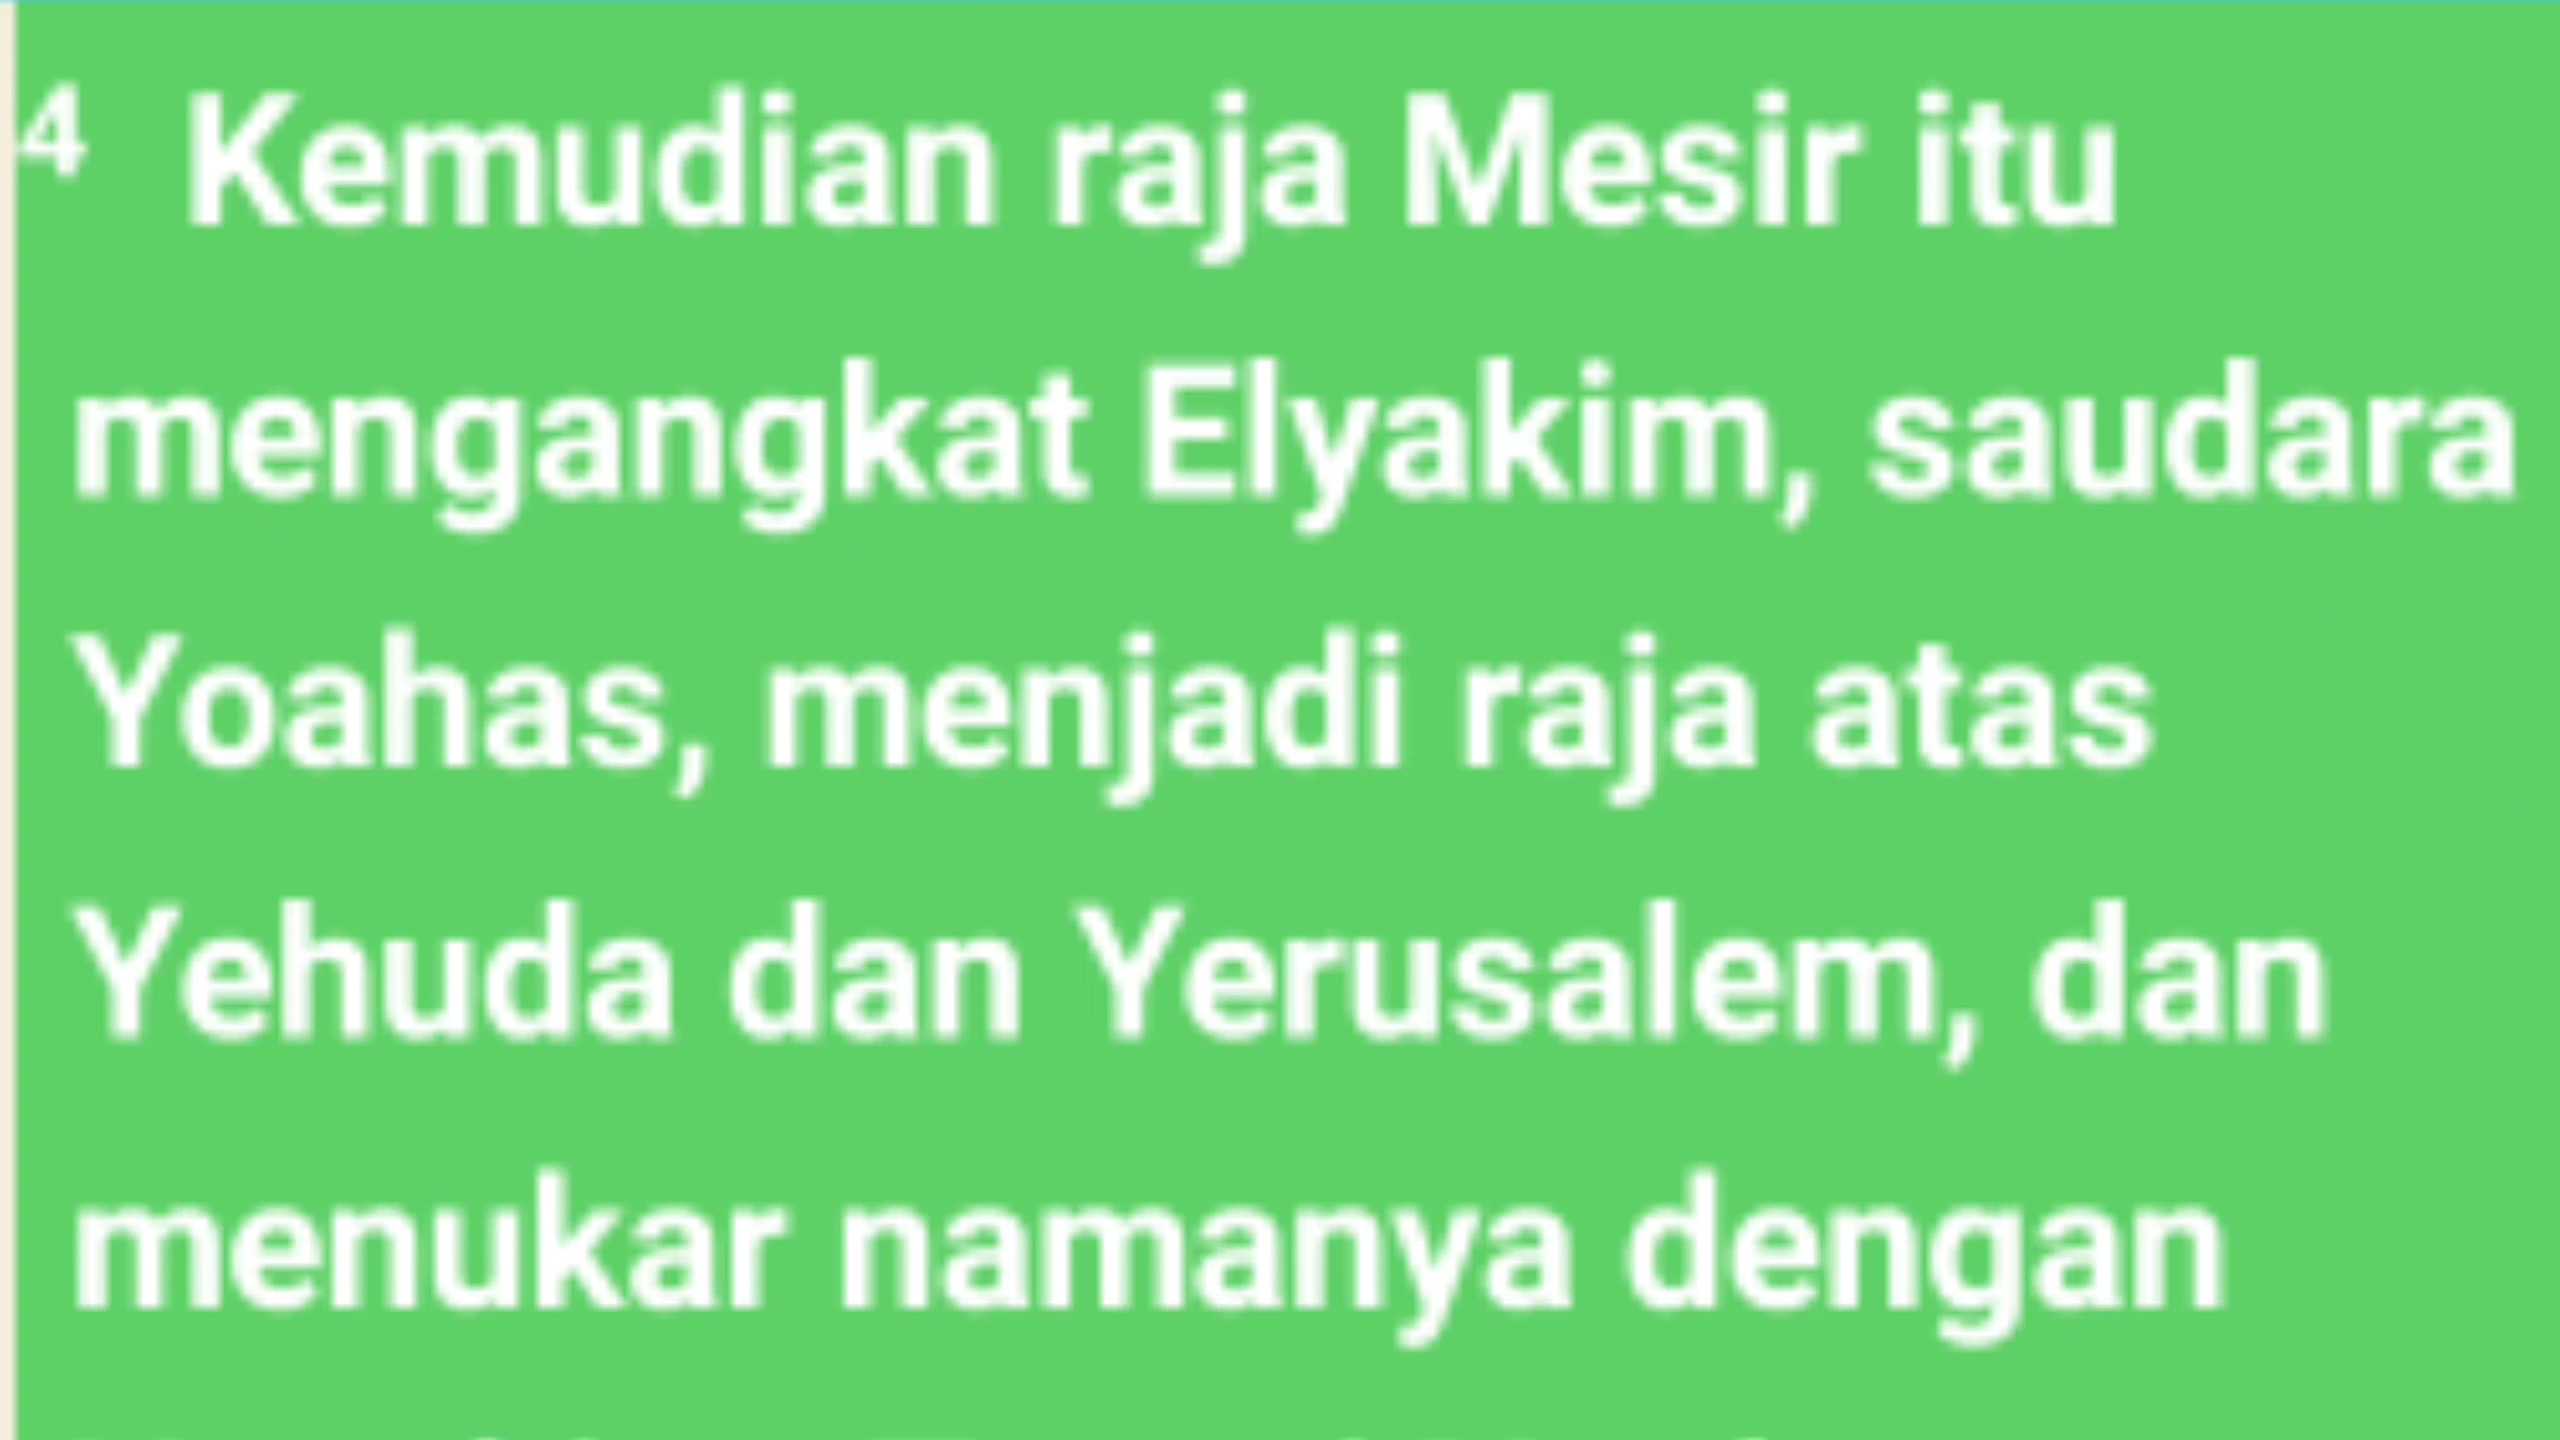 4 Kemudian raja Mesir itu
mengangkat Elyakim, saudara
Yoahas, menjadi raja atas
Yehuda dan Yerusalem, dan
menukar namanya dengan